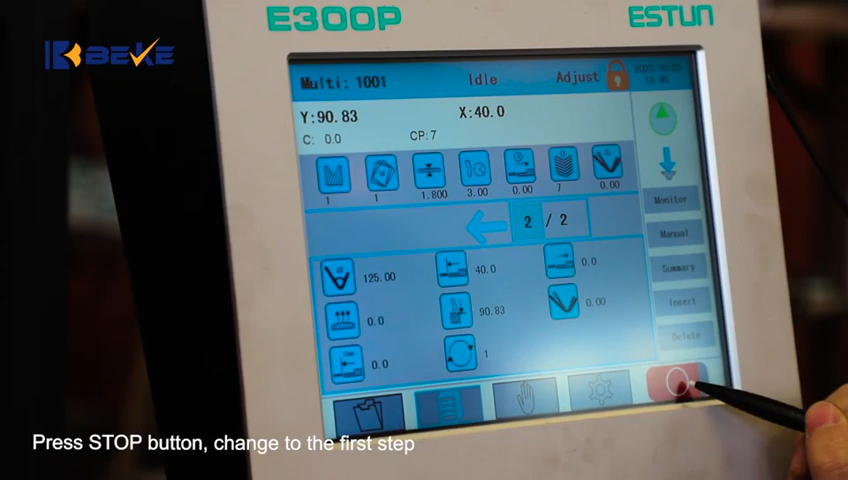 E300P
ESTUN
BEKE
Multi: 1001
Idle
Adjust
Y:90.83
X:40.0
C: 0.0
CP:7
1
1
1.800
3.00
0.00
7
0.00
2 / 2
Monitor
Manual
Summary
Insert
Delete
125.00
40.0
0.0
0.0
90.83
0.00
0.0
1
Press STOP button, change to the first step